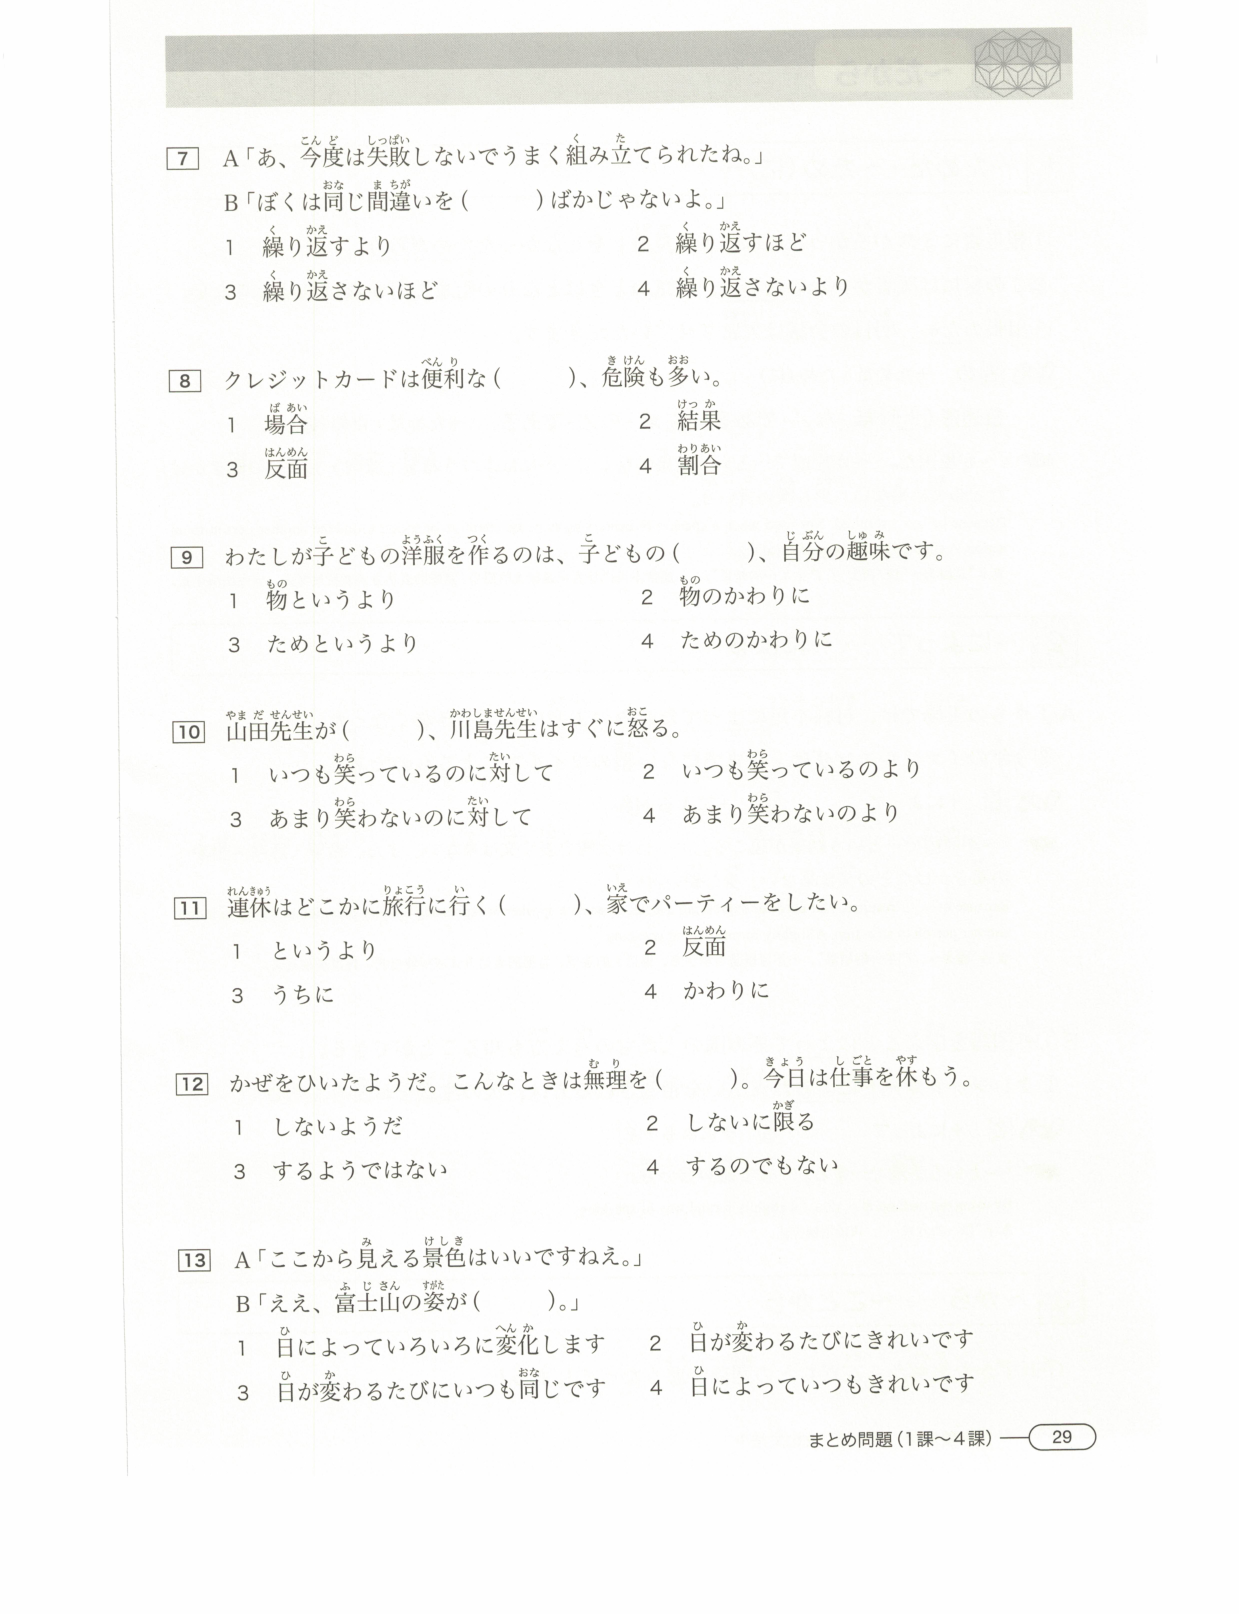 7 A「あ、今度は失敗しないでうまく組み立てられたね。」
B「ぼくは同じ間違いを（　　　）ばかじゃないよ。」
1 繰り返すより 2 繰り返すほど
3 繰り返さないほど 4 繰り返さないより
8 クレジットカードは便利な（　　　）、危険も多い。
1 場合 2 結果
3 反面 4 割合
9 わたしが子どもの洋服を作るのは、子どもの（　　　）、自分の趣味です。
1 物というより 2 物のかわりに
3 ためというより 4 ためのかわりに
10 山田先生が（　　　）、川島先生はすぐに怒る。
1 いつも笑っているのに対して 2 いつも笑っているのより
3 あまり笑わないのに対して 4 あまり笑わないのより
11 連休はどこかに旅行に行く（　　　）、家でパーティーをしたい。
1 というより 2 反面
3 うちに 4 かわりに
12 かぜをひいたようだ。こんなときは無理を（　　　）。今日は仕事を休もう。
1 しないようだ 2 しないに限る
3 するようではない 4 するのでもない
13 A「ここから見える景色はいいですねえ。」
B「ええ、富士山の姿が（　　　）。」
1 日によっていろいろに変化します 2 日が変わるたびにきれいです
3 日が変わるたびにいつも同じです 4 日によっていつもきれいです
まとめ問題（1課～4課） 29